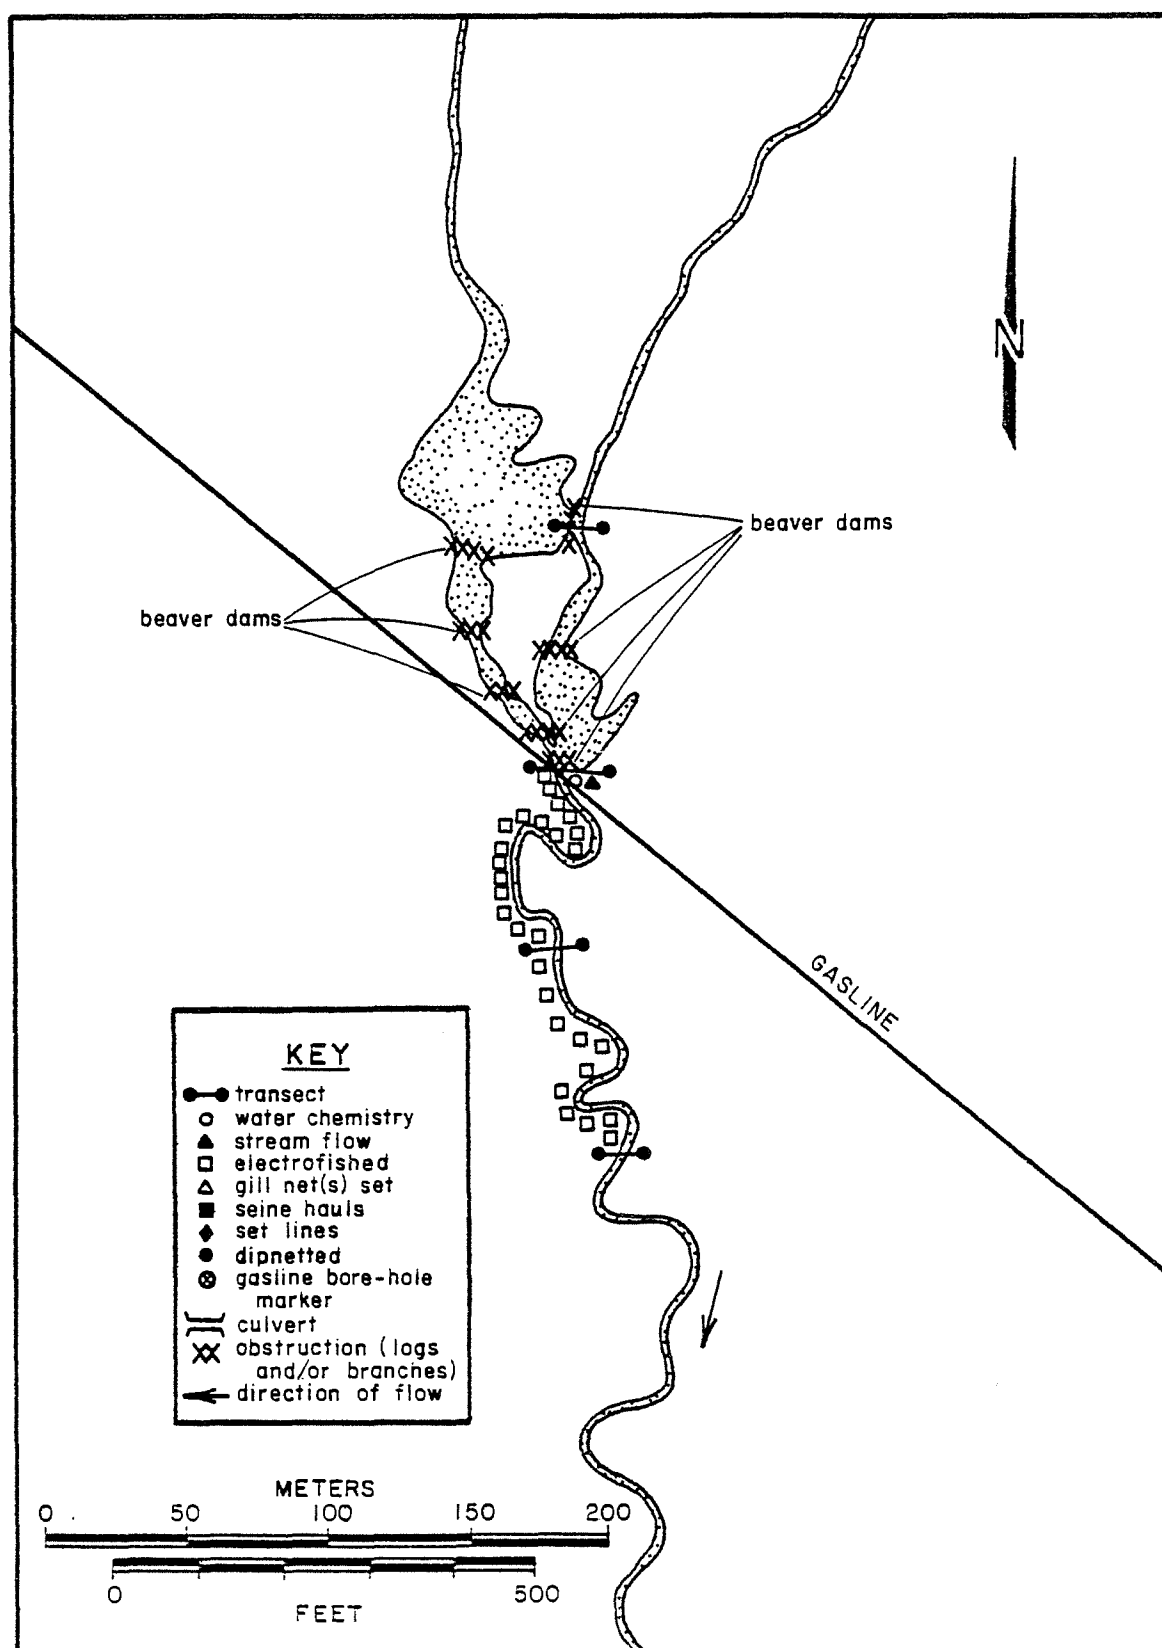 N
beaver dams
beaver dams
GASLINE
KEY
transect
water chemistry
stream flow
electrofished
gill net(s) set
seine hauls
set lines
dipnetted
gasline bore-hole
marker
culvert
obstruction (logs
and/or branches)
direction of flow
METERS
0 50 100 150 200
0 500
FEET